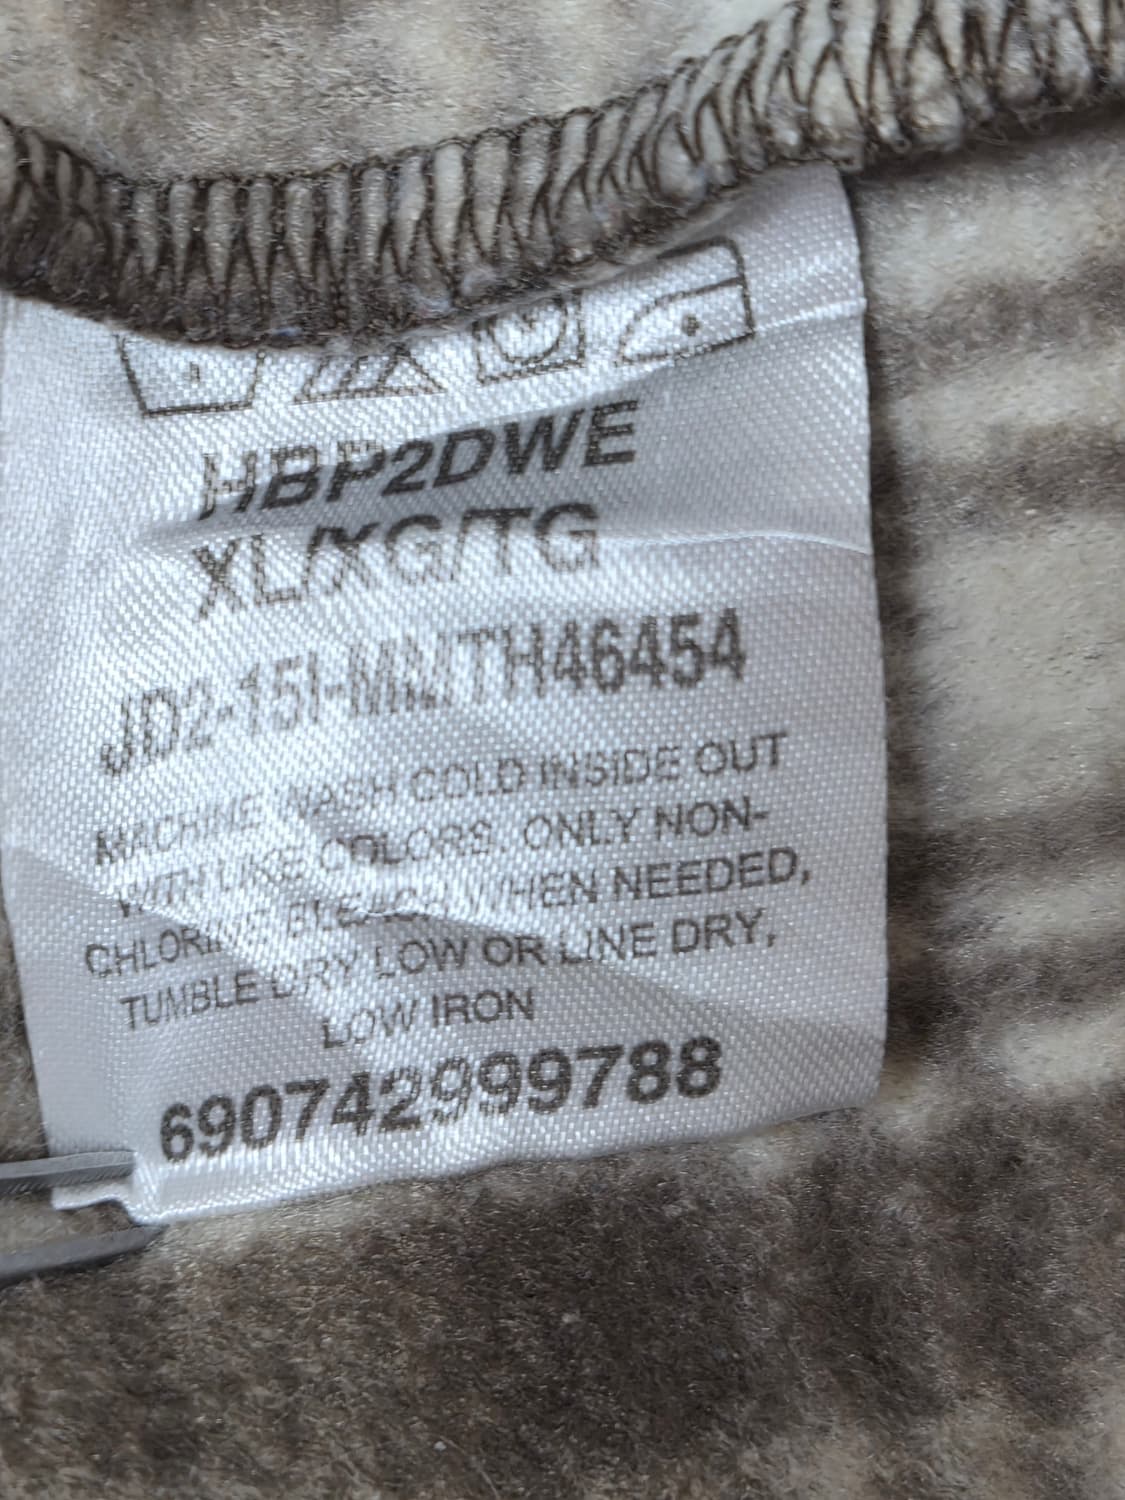 HBP2DWE
XL/XG/TG
JD2-15I-MN/TH46454
MACHINE WASH COLD INSIDE OUT
WITH LIKE COLORS. ONLY NON-
CHLORINE BLEACH WHEN NEEDED,
TUMBLE DRY LOW OR LINE DRY,
LOW IRON
690742999788